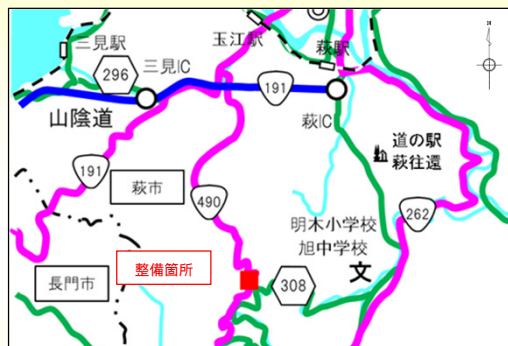 三見駅
玉江駅
萩駅
296
三見IC
191
山陰道
萩IC
道の駅
萩往還
191
萩市
490
262
明木小学校
旭中学校
整備箇所
文
308
長門市